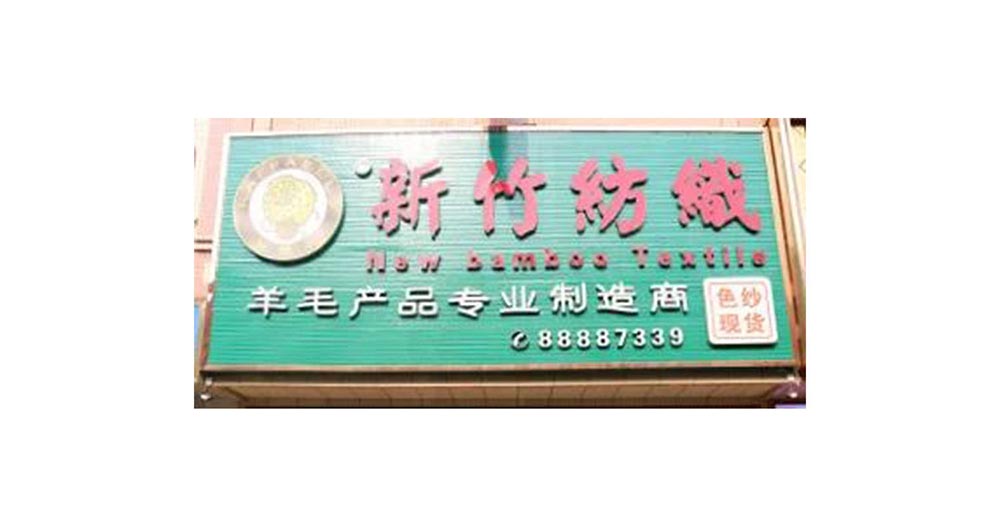 新竹紡織
New bamboo Textile
羊毛产品专业制造商
色纱
现货
88887339